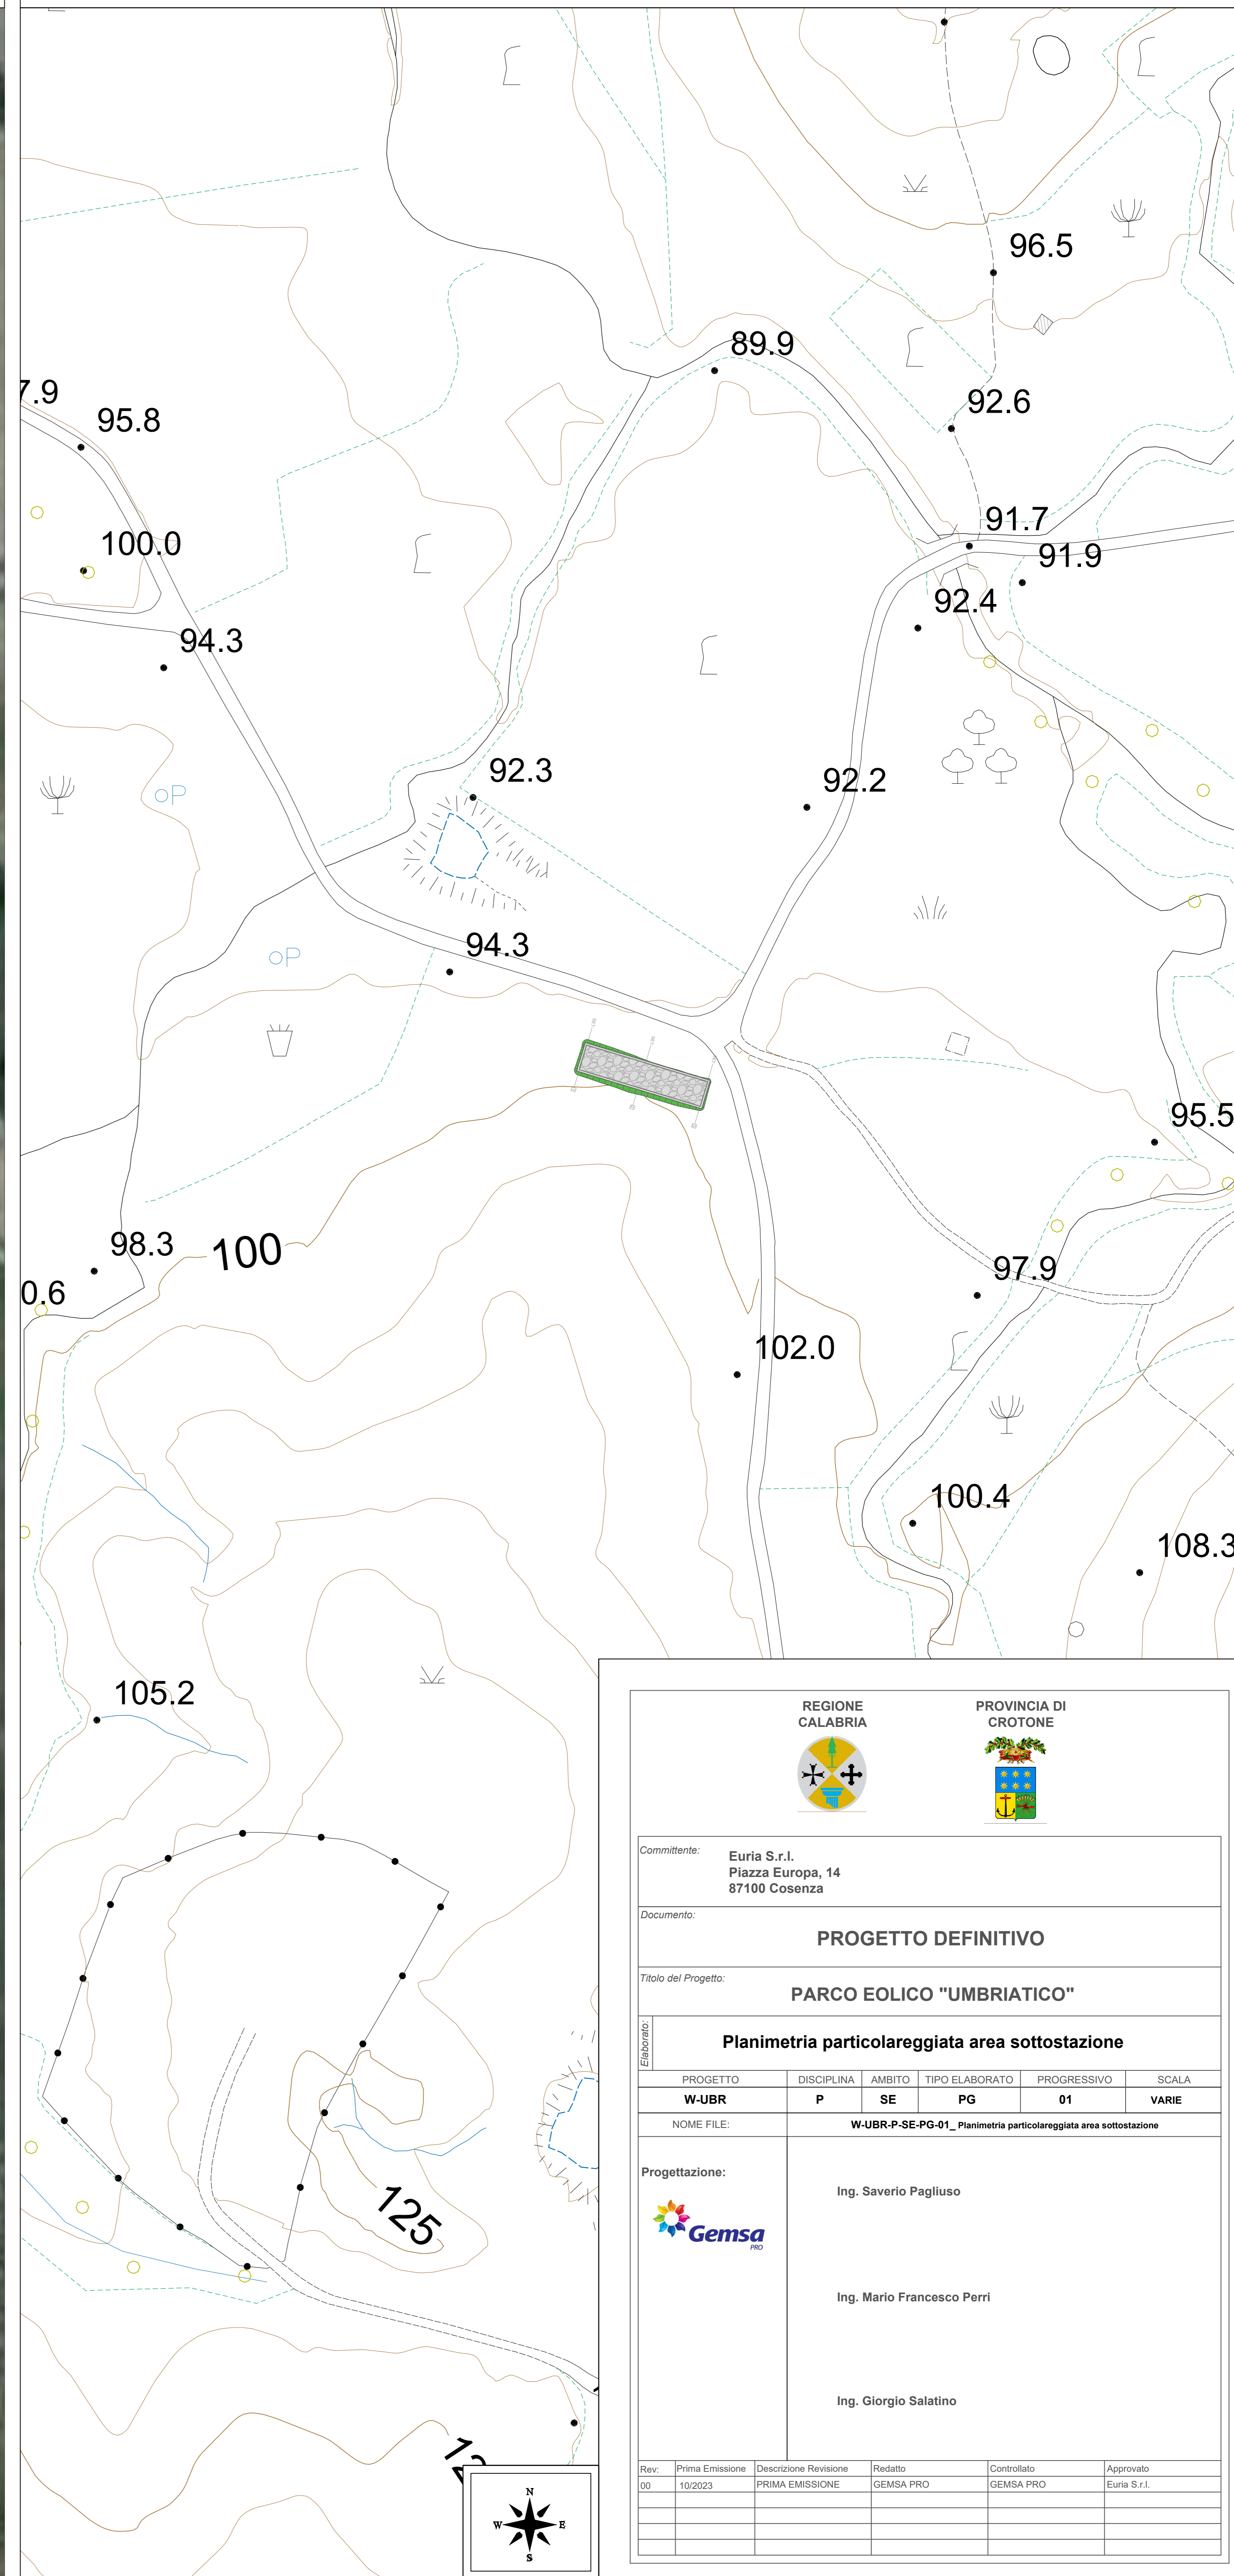 96.5
89.9
7.9
95.8
92.6
91.7
100.0
91.9
92.4
94.3
92.3
P
92.2
94.3
P
95.5
98.3
100
97.9
0.6
102.0
100.4
108.3
105.2
125
12
N
W E
S
REGIONE
CALABRIA
PROVINCIA DI
CROTONE
Committente:
Euria S.r.l.
Piazza Europa, 14
87100 Cosenza
Documento:
PROGETTO DEFINITIVO
Titolo del Progetto:
PARCO EOLICO "UMBRIATICO"
Elaborato:
Planimetria particolareggiata area sottostazione
PROGETTO DISCIPLINA AMBITO TIPO ELABORATO PROGRESSIVO SCALA
W-UBR P SE PG 01 VARIE
NOME FILE: W-UBR-P-SE-PG-01_ Planimetria particolareggiata area sottostazione
Progettazione:
Gemsa
PRO
Ing. Saverio Pagliuso
Ing. Mario Francesco Perri
Ing. Giorgio Salatino
Rev: Prima Emissione Descrizione Revisione Redatto Controllato Approvato
00 10/2023 PRIMA EMISSIONE GEMSA PRO GEMSA PRO Euria S.r.l.